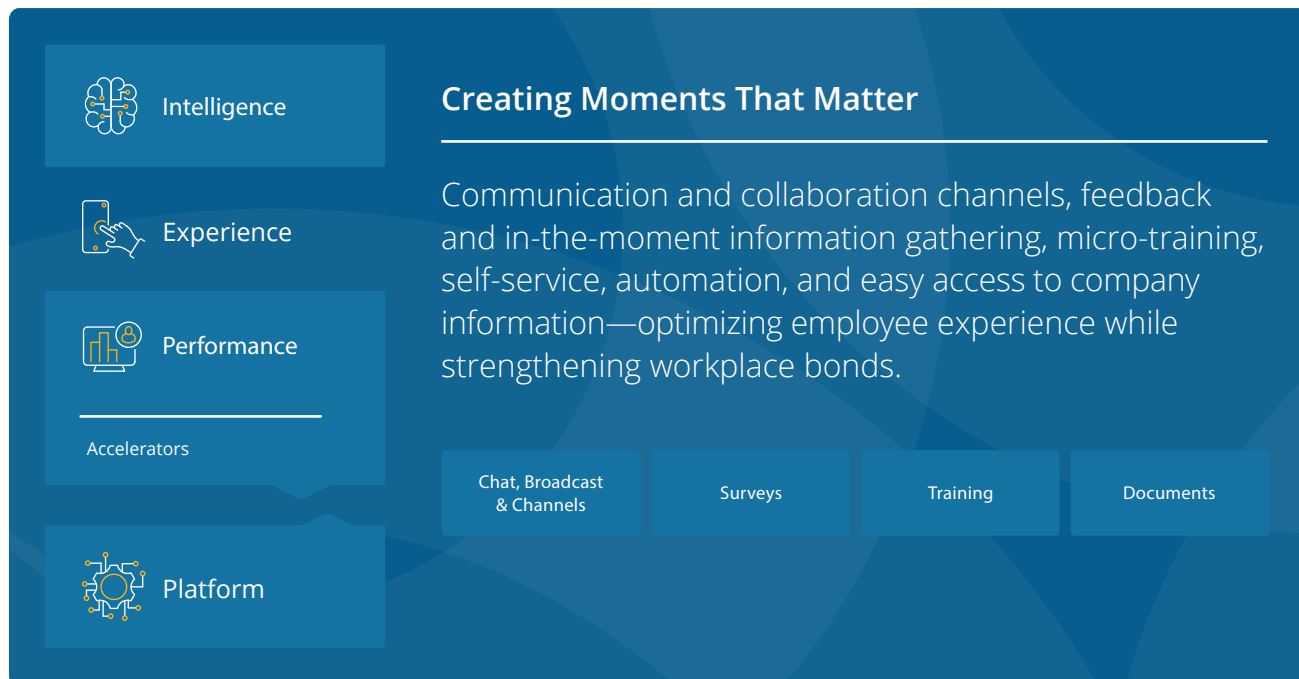 Intelligence
Experience
Performance
Accelerators
Platform
Creating Moments That Matter
Communication and collaboration channels, feedback
and in-the-moment information gathering, micro-training,
self-service, automation, and easy access to company
information—optimizing employee experience while
strengthening workplace bonds.
Chat, Broadcast
& Channels
Surveys
Training
Documents